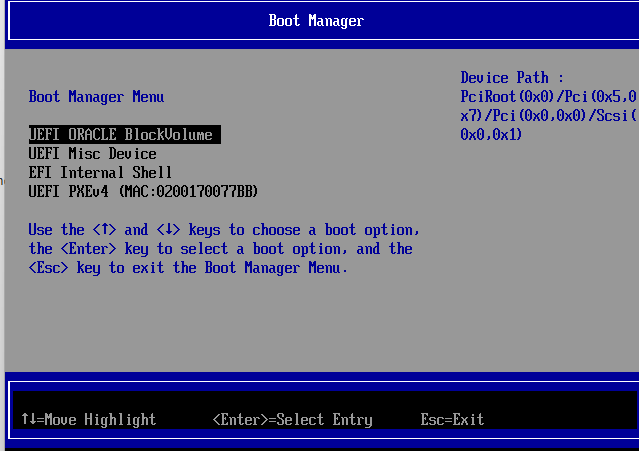 Boot Manager
Boot Manager Menu
UEFI ORACLE BlockVolume
UEFI Misc Device
EFI Internal Shell
UEFI PXEv4 (MAC:0200170077BB)
Use the <↑> and <↓> keys to choose a boot option,
the <Enter> key to select a boot option, and the
<Esc> key to exit the Boot Manager Menu.
Device Path :
PciRoot(0x0)/Pci(0x5,0
x7)/Pci(0x0,0x0)/Scsi(
0x0,0x1)
↑↓=Move Highlight
<Enter>=Select Entry
Esc=Exit